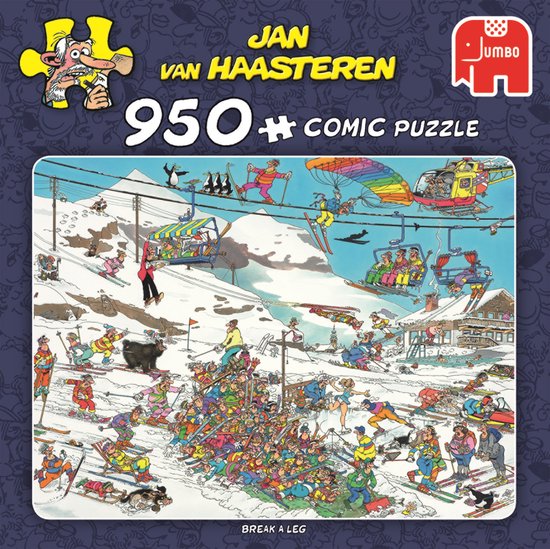 JAN
VAN HAASTEREN
JUMBO
950 COMIC PUZZLE
BREAK A LEG